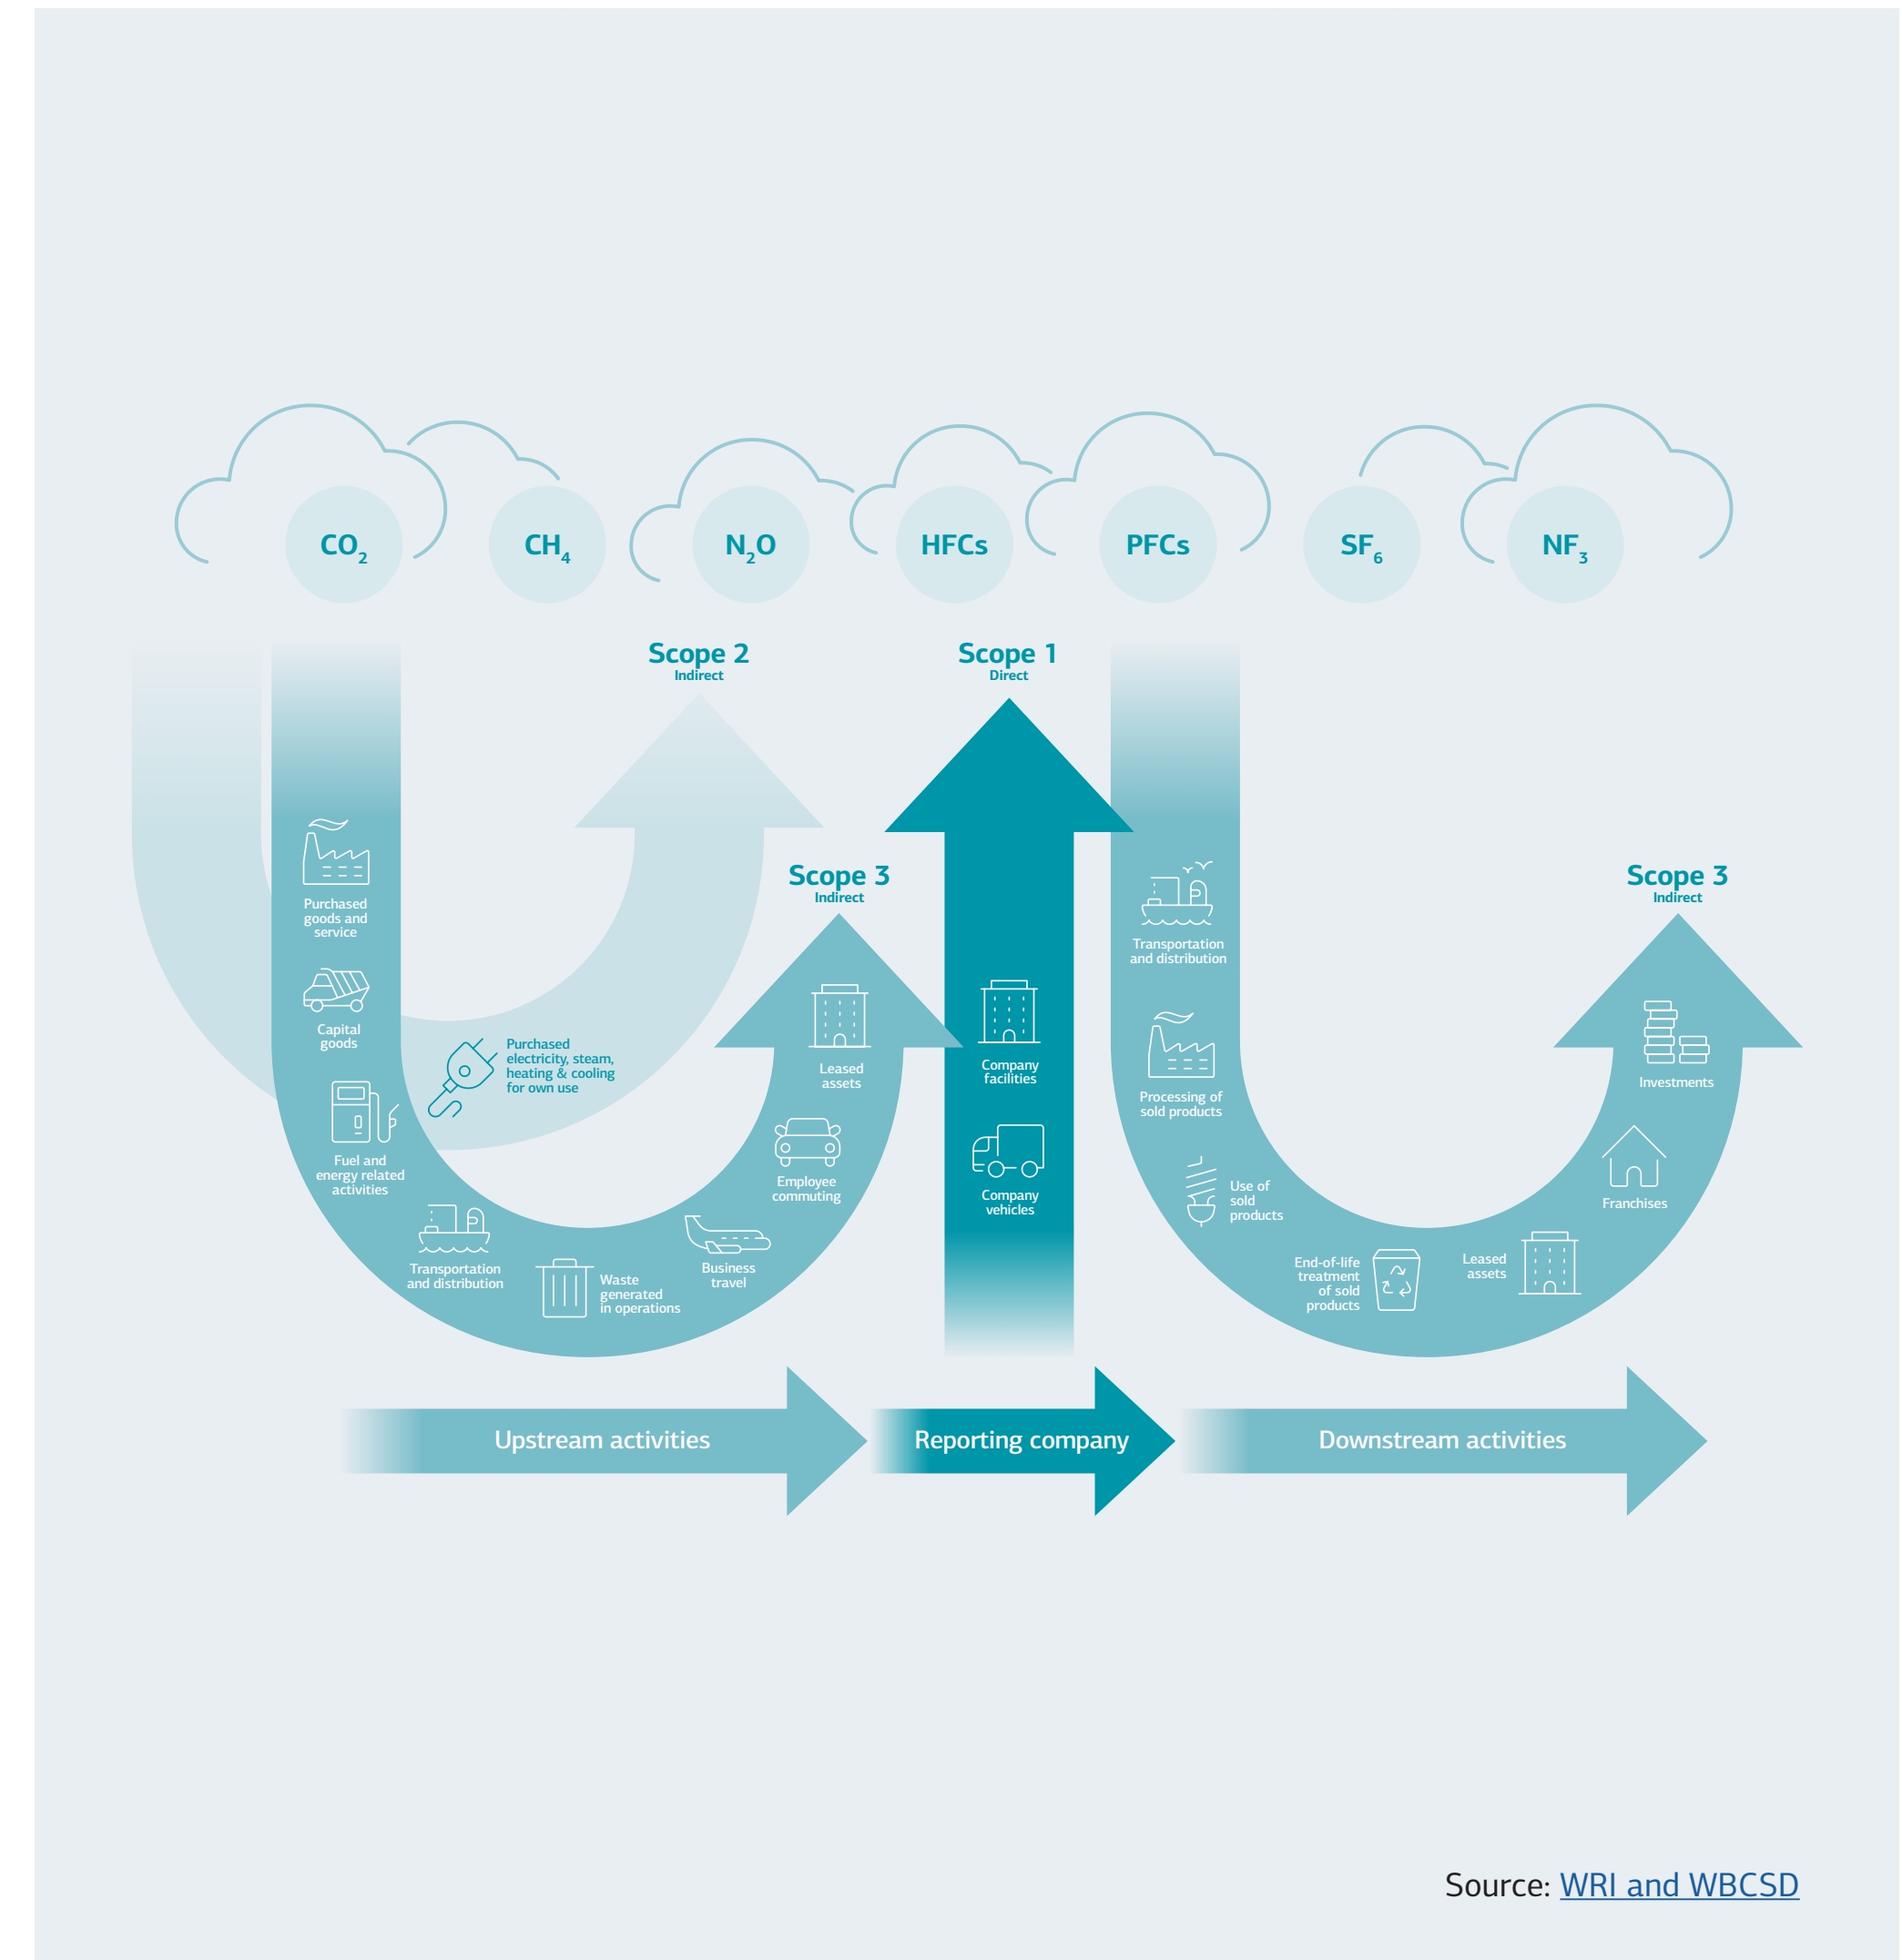 CO₂
CH₄
N₂O
HFCs
PFCs
SF₆
NF₃
Scope 2
Indirect
Scope 1
Direct
Scope 3
Indirect
Scope 3
Indirect
Purchased
goods and
service
Capital
goods
Fuel and
energy related
activities
Purchased
electricity, steam,
heating & cooling
for own use
Transportation
and distribution
Waste
generated
in operations
Business
travel
Employee
commuting
Leased
assets
Company
facilities
Company
vehicles
Transportation
and distribution
Processing of
sold products
Use of
sold
products
End-of-life
treatment
of sold
products
Leased
assets
Franchises
Investments
Upstream activities
Reporting company
Downstream activities
Source: WRI and WBCSD